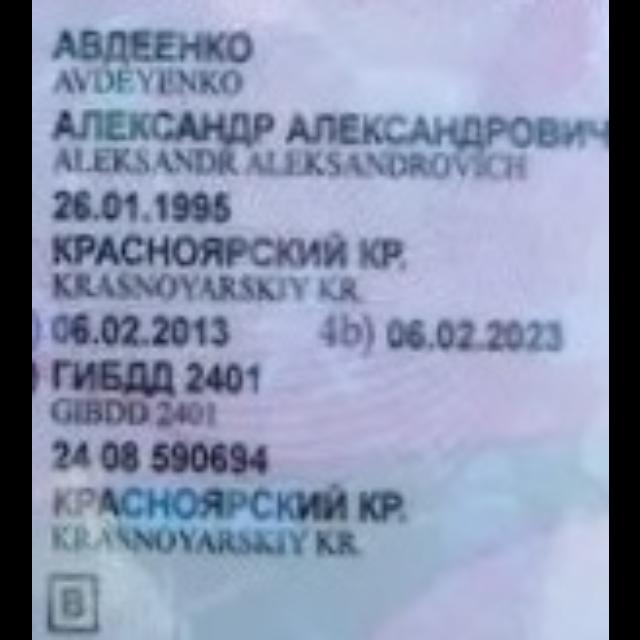 АВДЕЕНКО
AVDEYENKO
АЛЕКСАНДР АЛЕКСАНДРОВИЧ
ALEKSANDR ALEKSANDROVICH
26.01.1995
КРАСНОЯРСКИЙ КР.
KRASNOYARSKIY KR.
) 06.02.2013 4b) 06.02.2023
) ГИБДД 2401
GIBDD 2401
24 08 590694
КРАСНОЯРСКИЙ КР.
KRASNOYARSKIY KR.
B